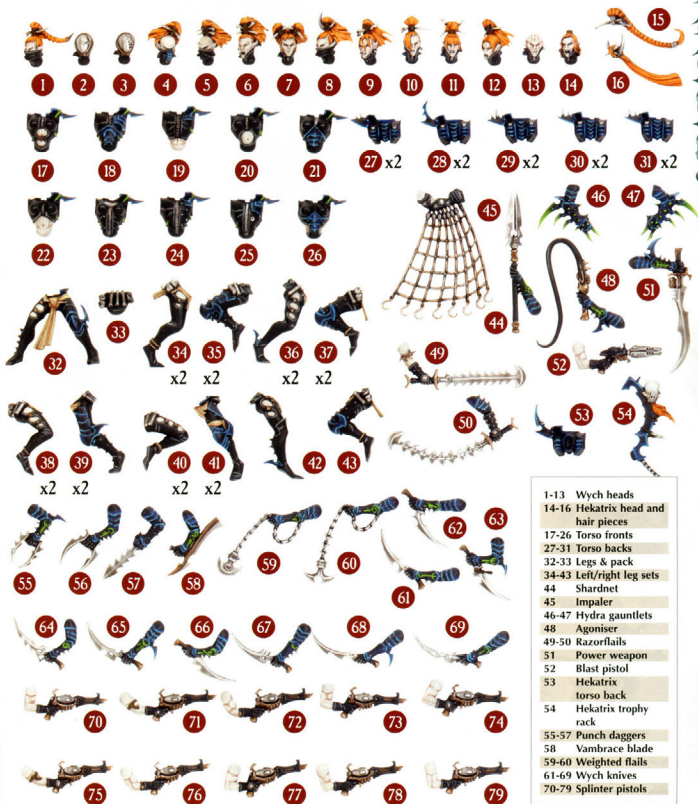 1 2 3 4 5 6 7 8 9 10 11 12 13 14 15
16
17 18 19 20 21 27 x2 28 x2 29 x2 30 x2 31 x2
22 23 24 25 26 45 46 47
32 33 34 35 36 37 44 48 51
x2 x2 x2 x2 49 52
38 39 40 41 42 43 50 53 54
x2 x2 x2 x2
55 56 57 58 59 60 61 62 63
64 65 66 67 68 69
70 71 72 73 74
75 76 77 78 79
1-13 Wych heads
14-16 Hekatrix head and
hair pieces
17-26 Torso fronts
27-31 Torso backs
32-33 Legs & pack
34-43 Left/right leg sets
44 Shardnet
45 Impaler
46-47 Hydra gauntlets
48 Agoniser
49-50 Razorflails
51 Power weapon
52 Blast pistol
53 Hekatrix
torso back
54 Hekatrix trophy
rack
55-57 Punch daggers
58 Vambrace blade
59-60 Weighted flails
61-69 Wych knives
70-79 Splinter pistols